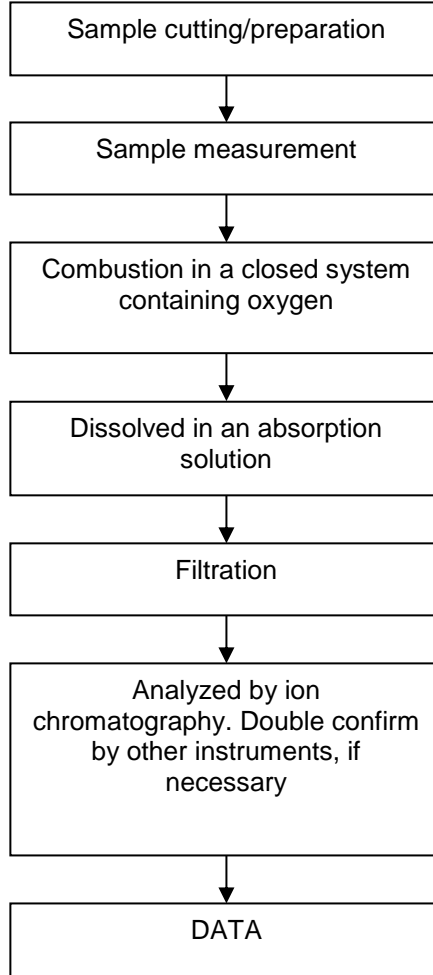 Sample cutting/preparation
Sample measurement
Combustion in a closed system
containing oxygen
Dissolved in an absorption
solution
Filtration
Analyzed by ion
chromatography. Double confirm
by other instruments, if
necessary
DATA